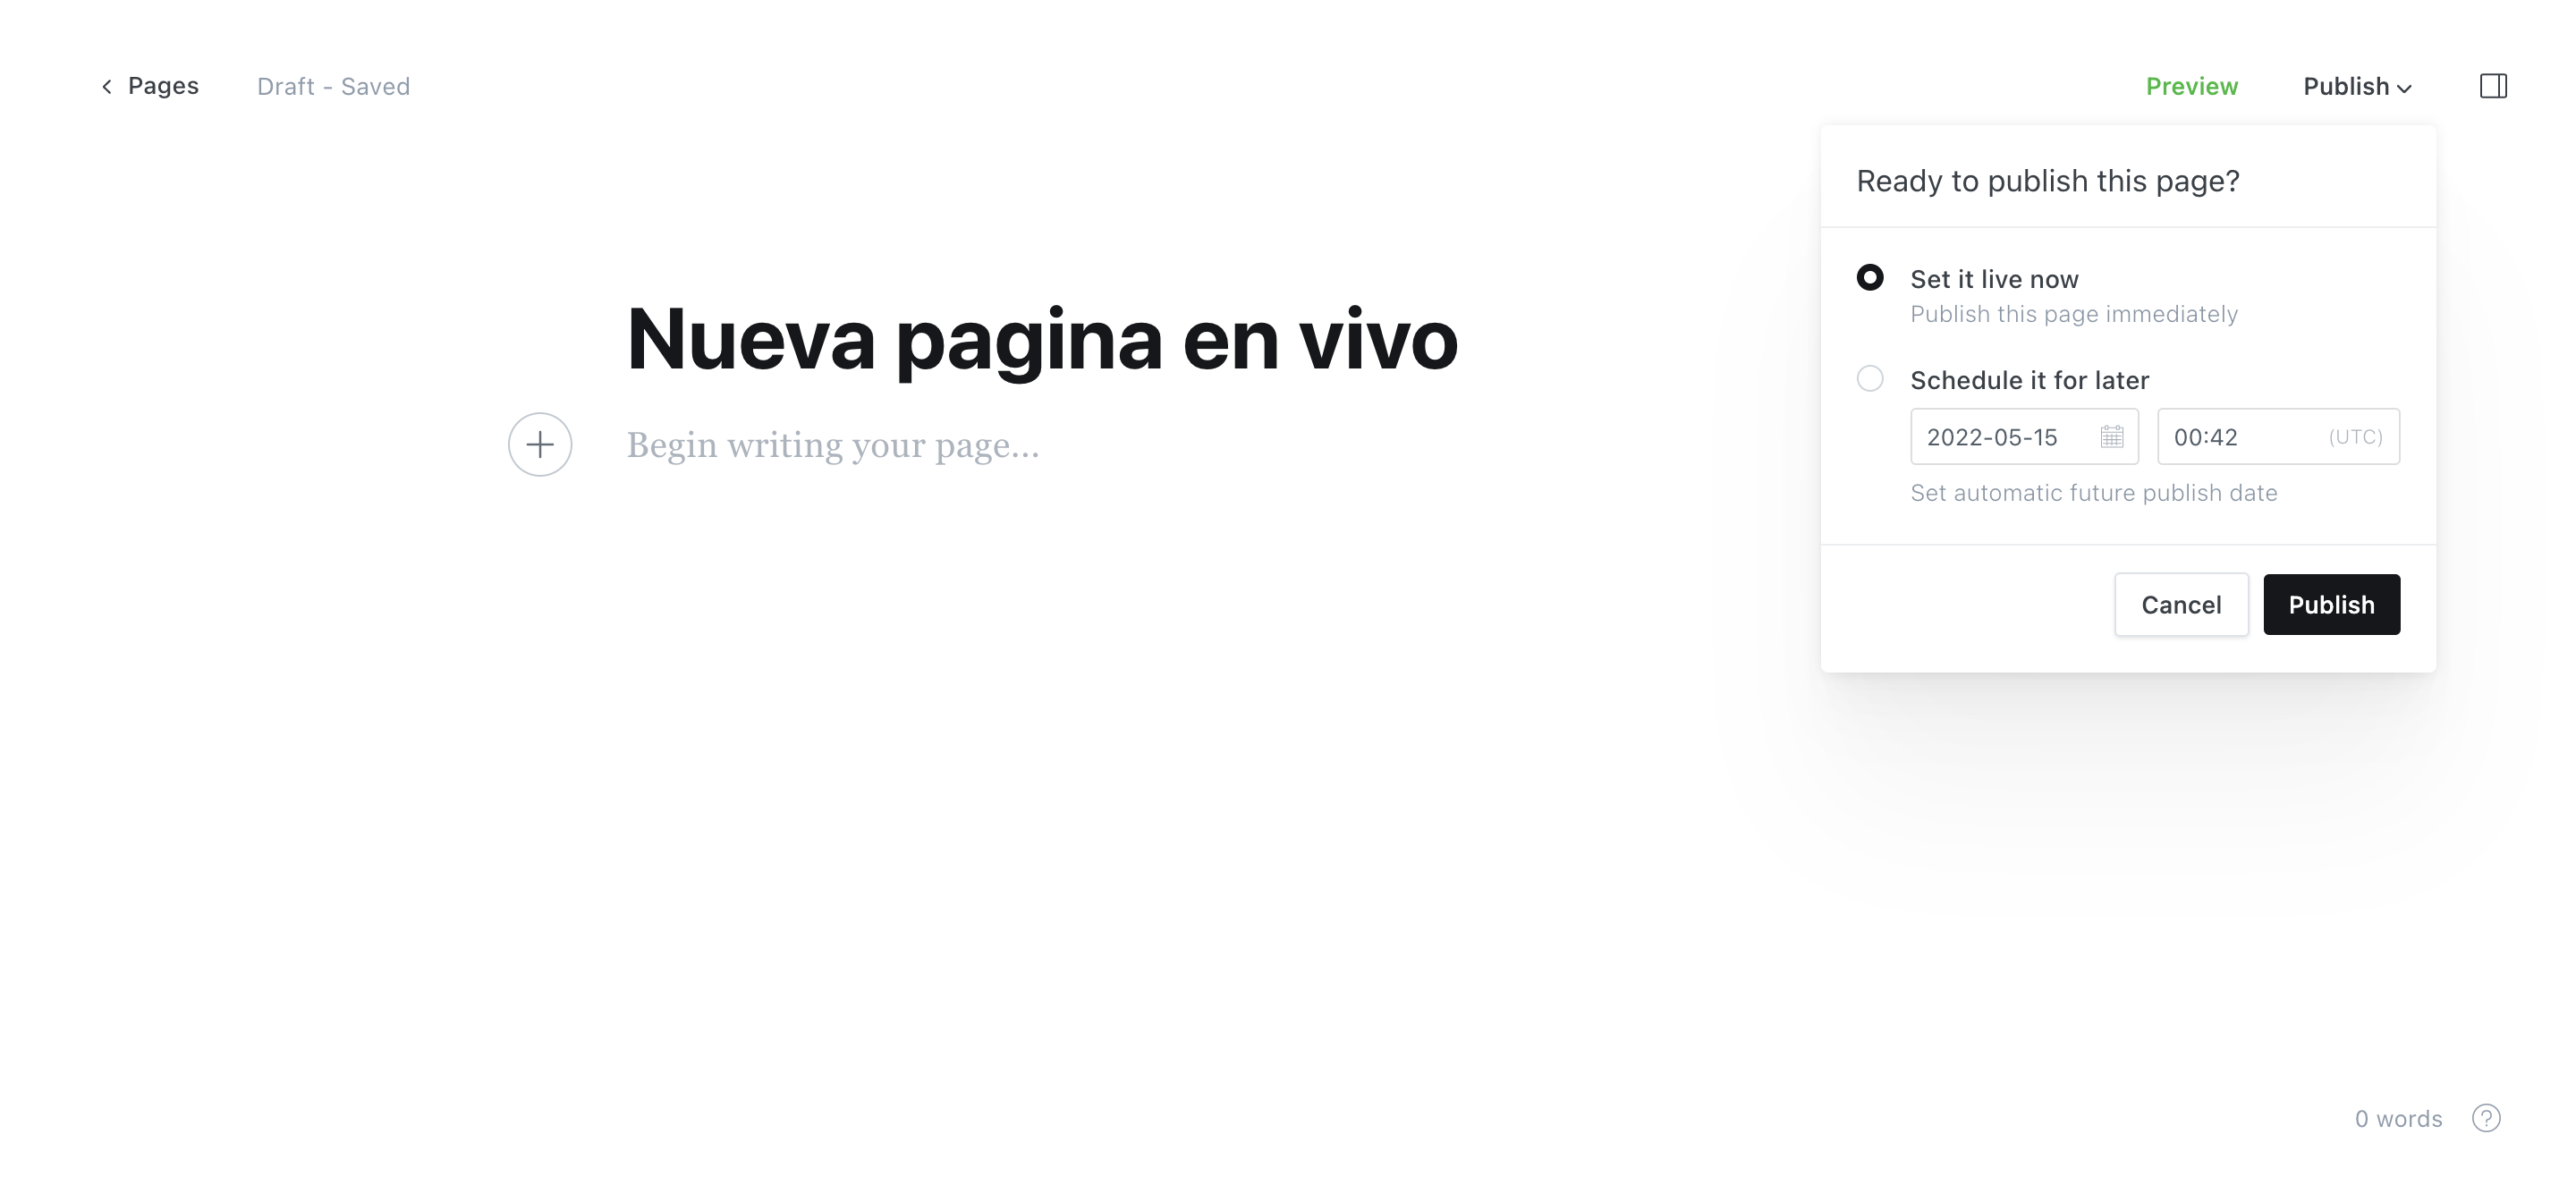 Pages
Draft - Saved
Preview
Publish
Ready to publish this page?
Set it live now
Publish this page immediately
Schedule it for later
2022-05-15
00:42
(UTC)
Set automatic future publish date
Cancel
Publish
Nueva pagina en vivo
Begin writing your page...
0 words
?